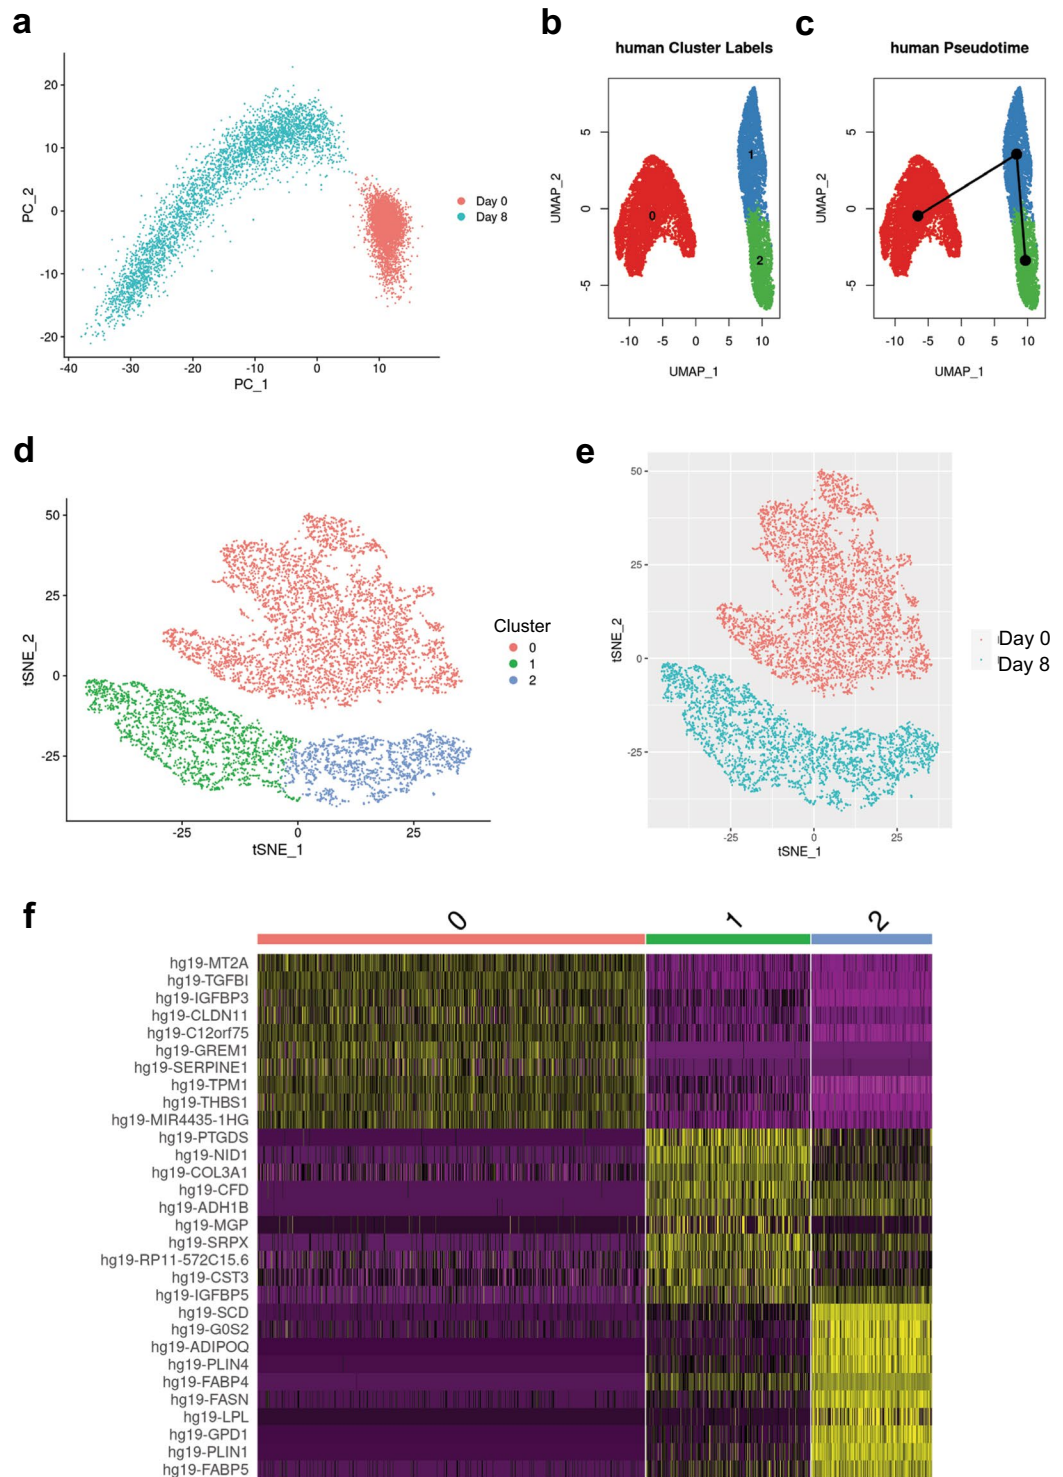 a
20
10
0
-10
-20
PC_2
-40
-30
-20
-10
0
10
PC_1
Day 0
Day 8
b
human Cluster Labels
5
0
-5
UMAP_2
0
1
2
-10
-5
0
5
10
UMAP_1
c
human Pseudotime
5
0
-5
UMAP_2
-10
-5
0
5
10
UMAP_1
d
50
25
0
-25
tSNE_2
-25
0
25
tSNE_1
Cluster
0
1
2
e
50
25
0
-25
tSNE_2
-25
0
25
tSNE_1
Day 0
Day 8
f
0
1
2
hg19-MT2A
hg19-TGFBI
hg19-IGFBP3
hg19-CLDN11
hg19-C12orf75
hg19-GREM1
hg19-SERPINE1
hg19-TPM1
hg19-THBS1
hg19-MIR4435-1HG
hg19-PTGDS
hg19-NID1
hg19-COL3A1
hg19-CFD
hg19-ADH1B
hg19-MGP
hg19-SRPX
hg19-RP11-572C15.6
hg19-CST3
hg19-IGFBP5
hg19-SCD
hg19-G0S2
hg19-ADIPOQ
hg19-PLIN4
hg19-FABP4
hg19-FASN
hg19-LPL
hg19-GPD1
hg19-PLIN1
hg19-FABP5